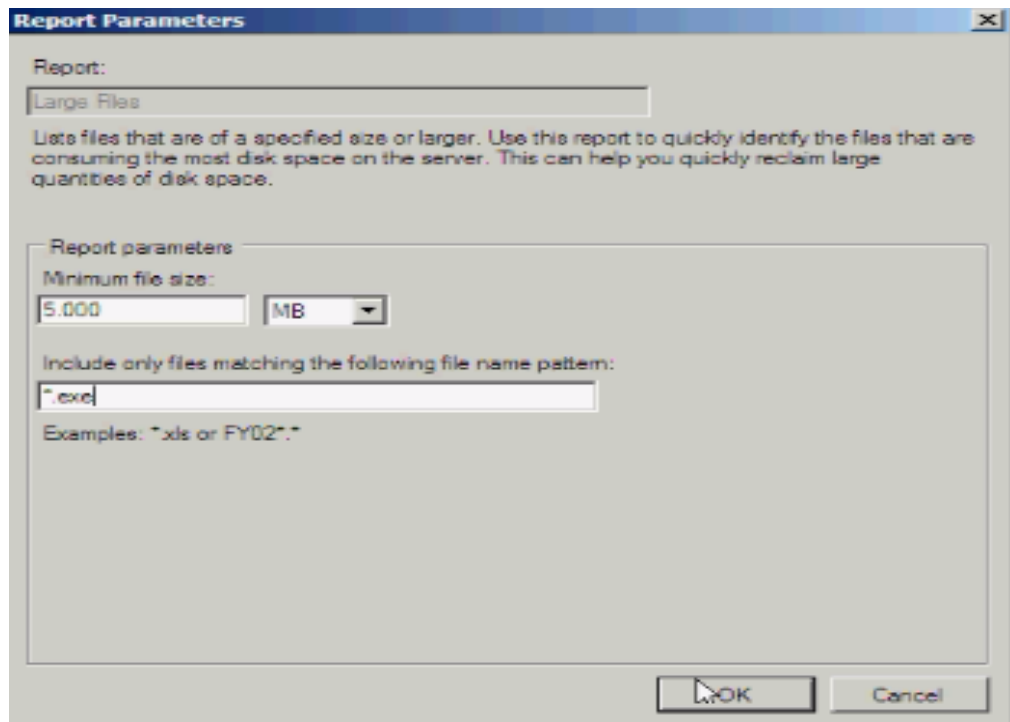 Report Parameters
Report:
Large Files
Lists files that are of a specified size or larger. Use this report to quickly identify the files that are
consuming the most disk space on the server. This can help you quickly reclaim large
quantities of disk space.
Report parameters
Minimum file size:
5.000 MB
Include only files matching the following file name pattern:
*.exe
Examples: *.xls or FY02*.*
OK Cancel